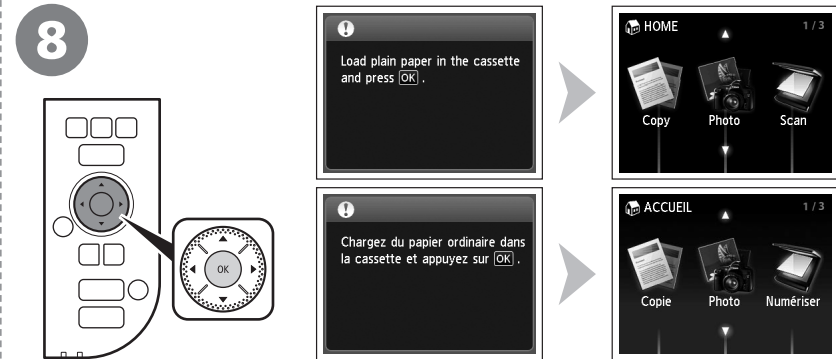 8
Load plain paper in the cassette
and press OK .
HOME 1 / 3
Copy Photo Scan
OK
Chargez du papier ordinaire dans
la cassette et appuyez sur OK .
ACCUEIL 1 / 3
Copie Photo Numériser